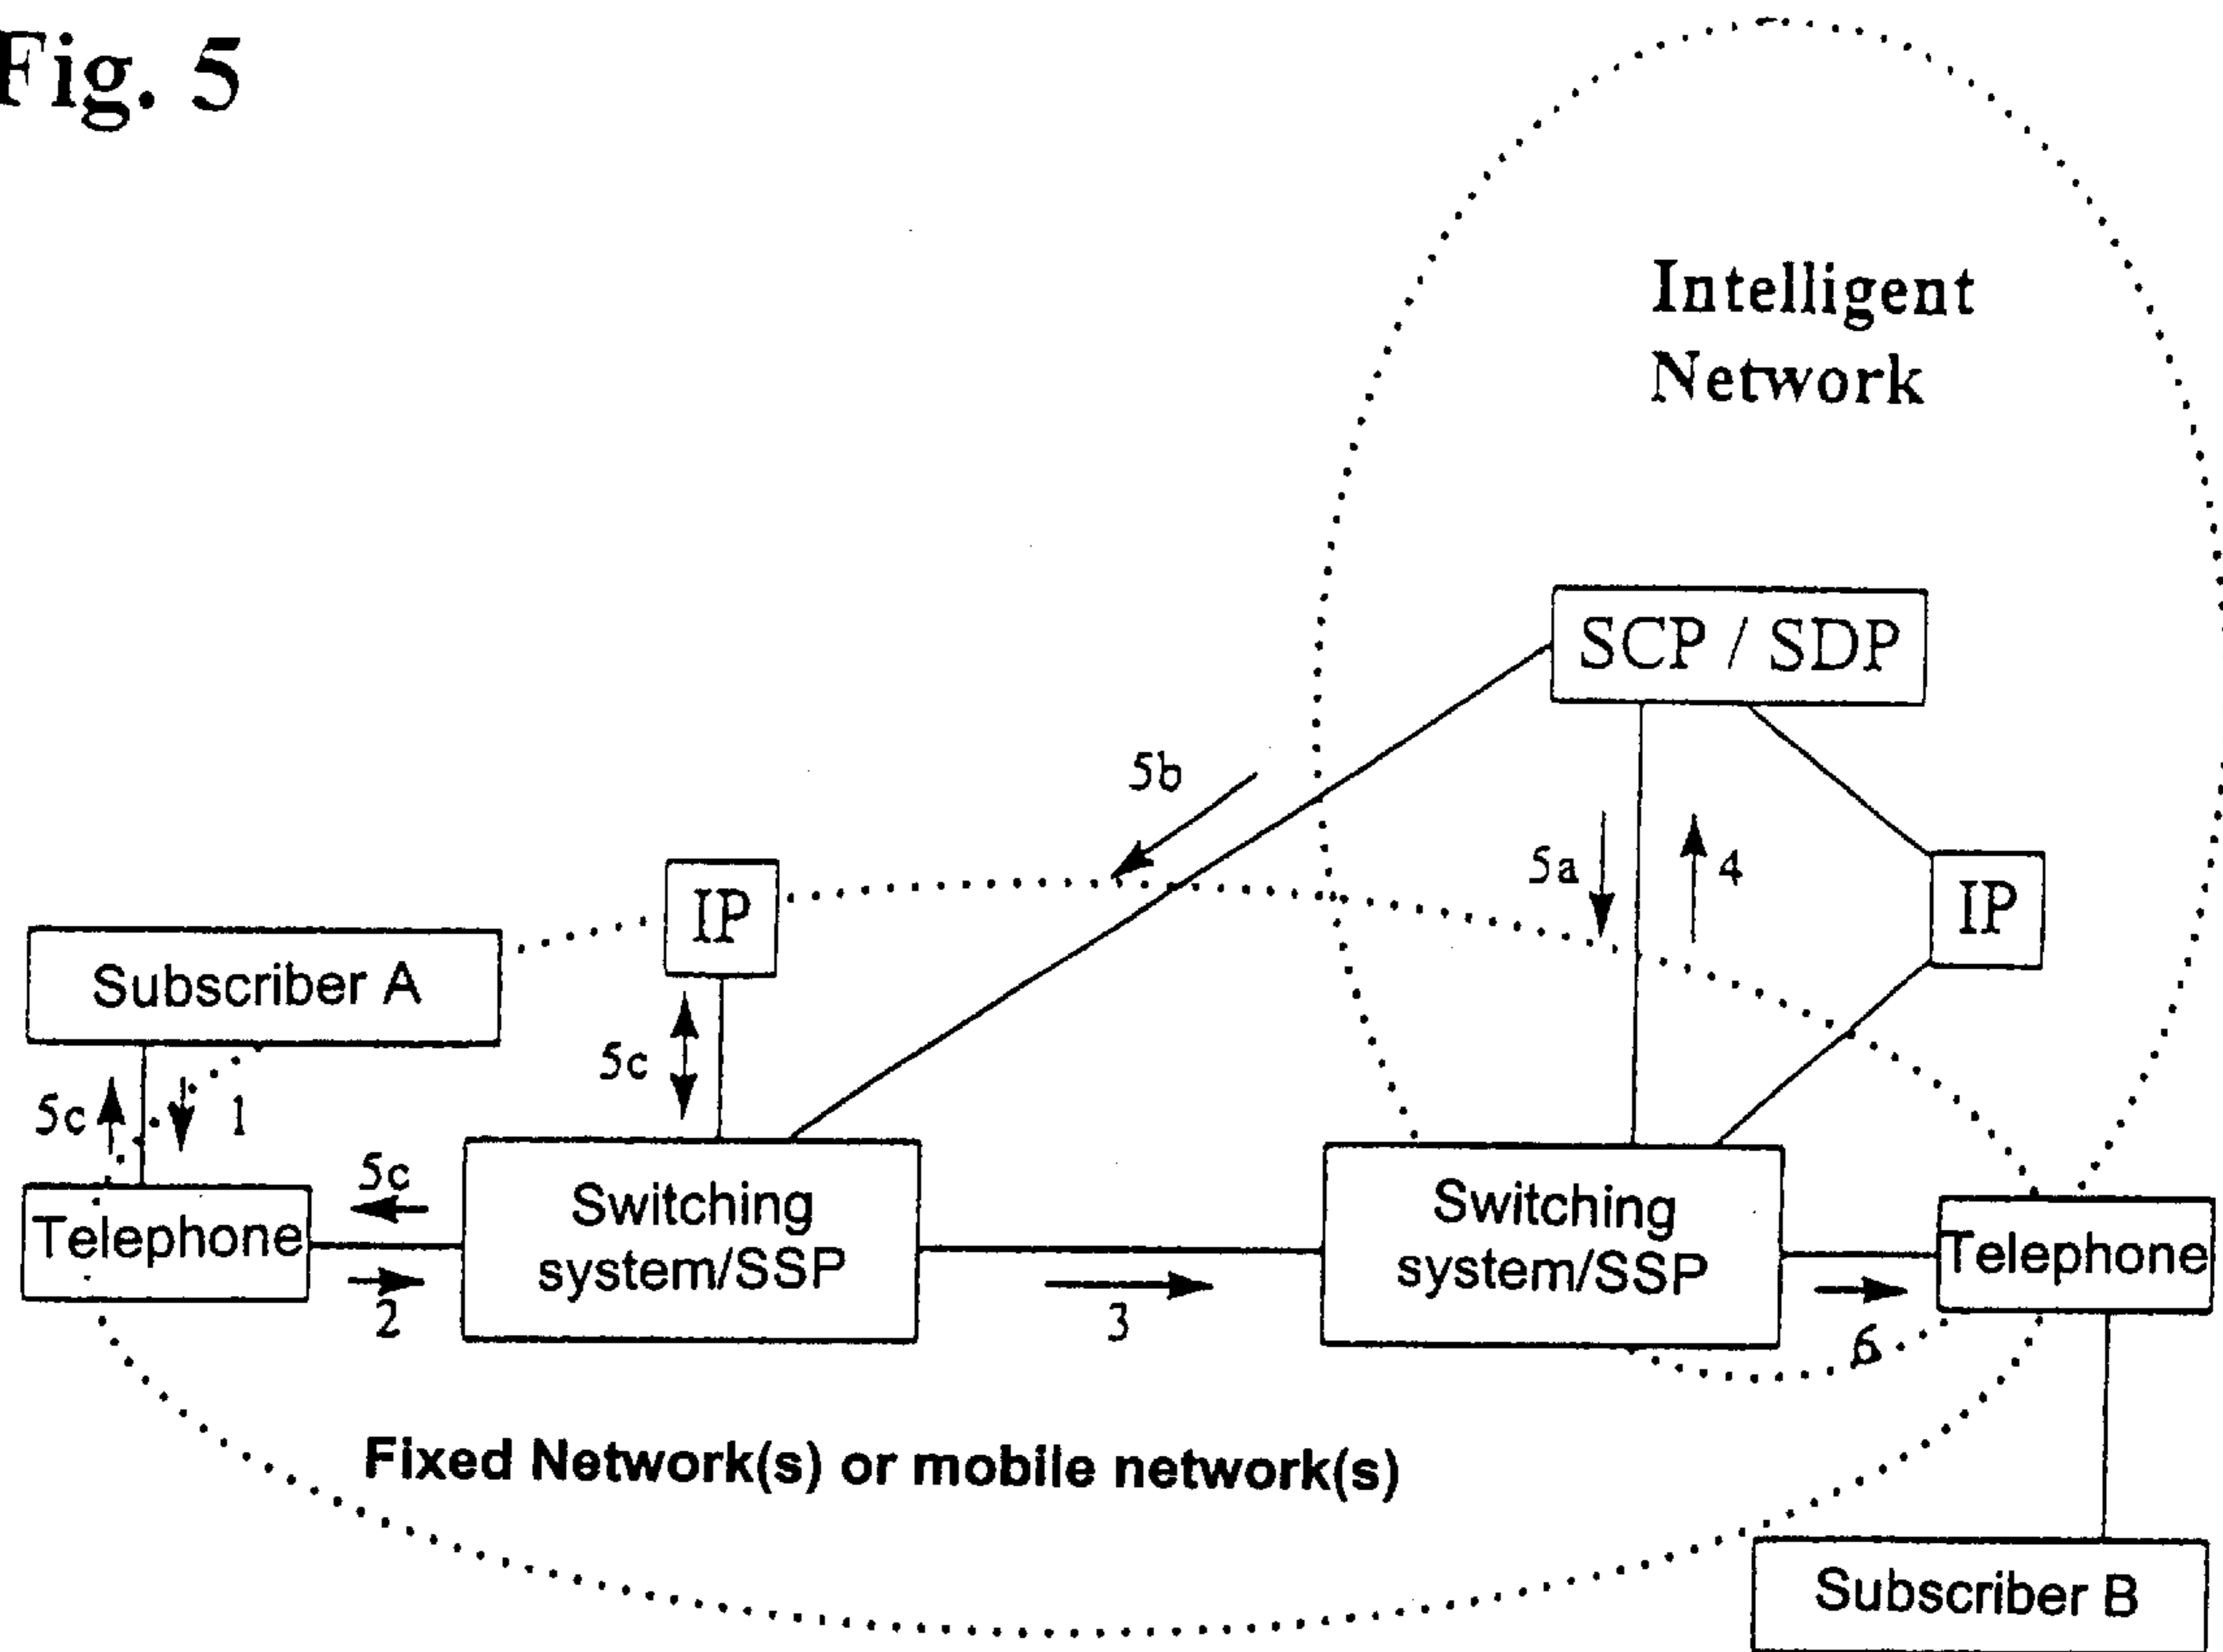 Fig. 5
Intelligent
Network
SCP / SDP
5b
5a
4
IP
IP
Subscriber A
5c
5c
1
5c
Telephone
Switching
system/SSP
Switching
system/SSP
Telephone
2
3
6
Fixed Network(s) or mobile network(s)
Subscriber B